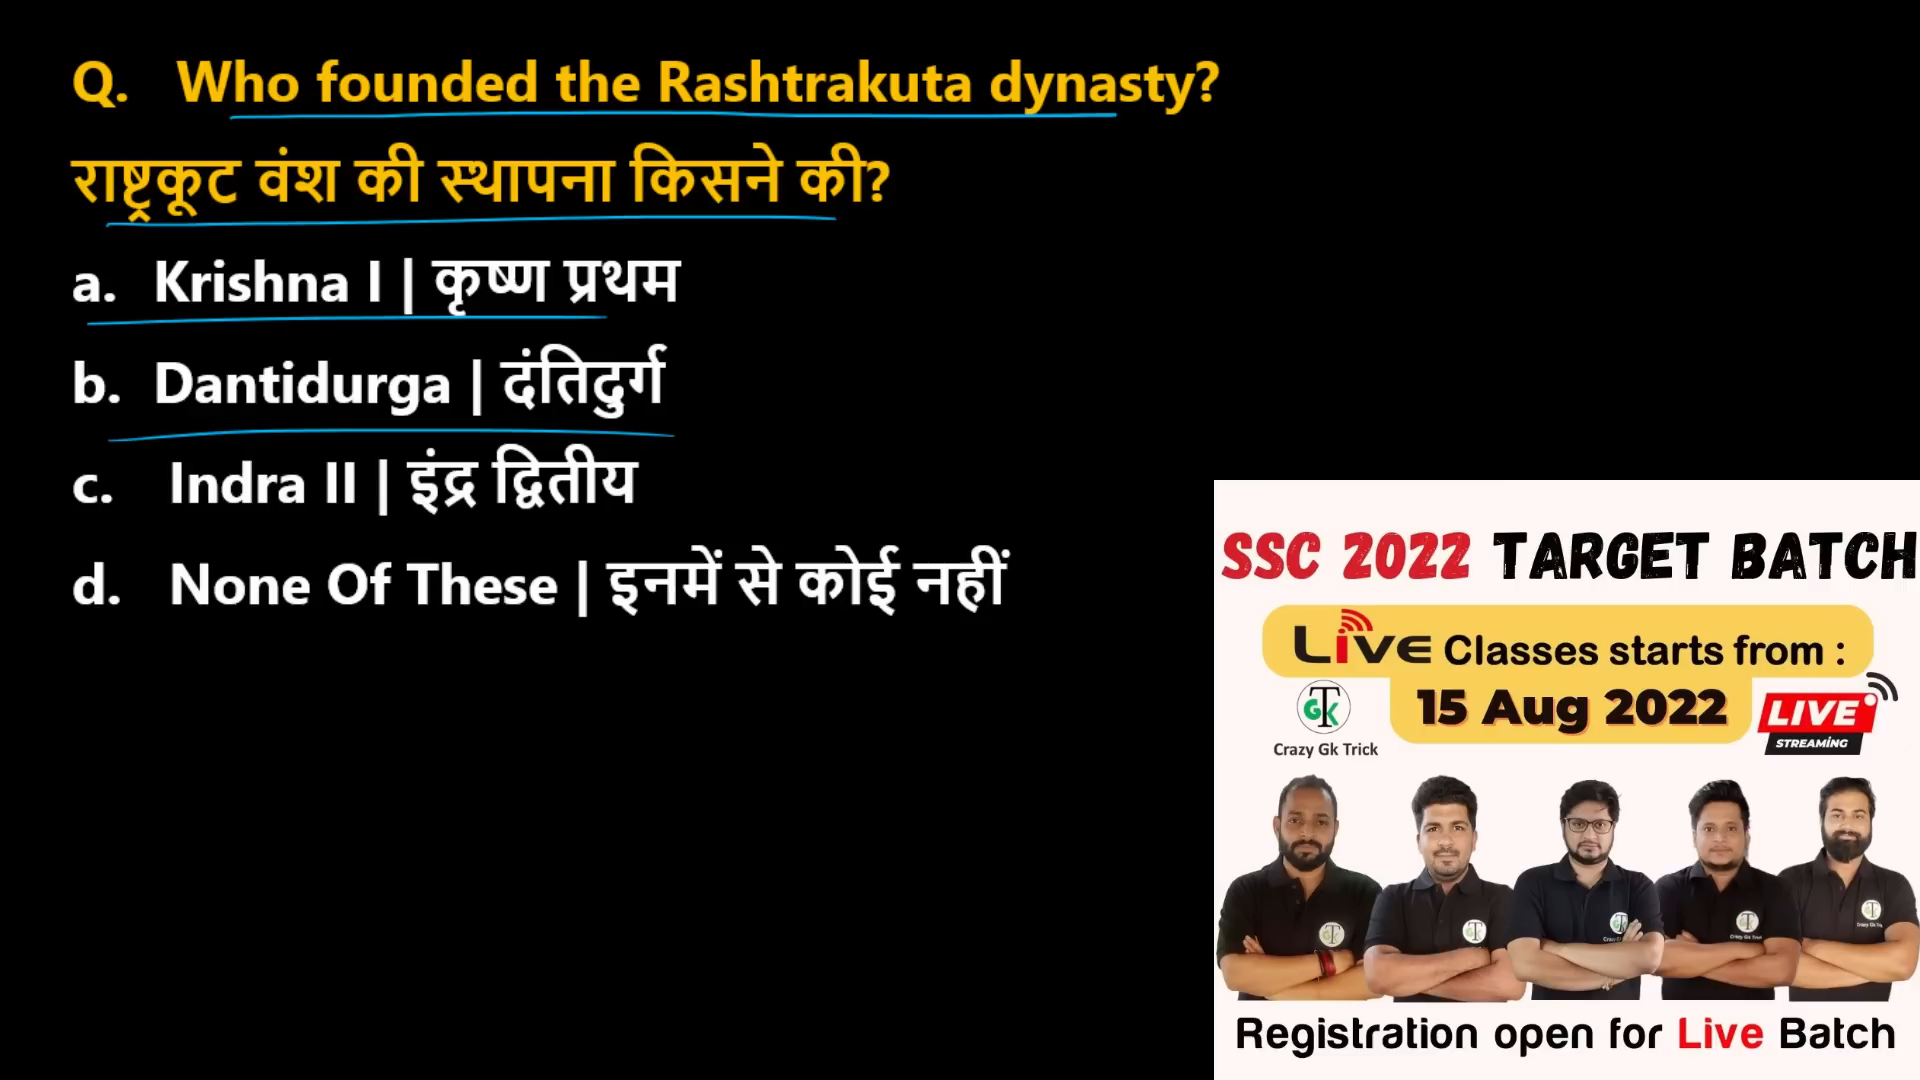 Q. Who founded the Rashtrakuta dynasty?
राष्ट्रकूट वंश की स्थापना किसने की?
a. Krishna I | कृष्ण प्रथम
b. Dantidurga | दंतिदुर्ग
c. Indra II | इंद्र द्वितीय
d. None Of These | इनमें से कोई नहीं
SSC 2022 TARGET BATCH
LiVE Classes starts from :
15 Aug 2022
GTK
Crazy Gk Trick
LIVE
STREAMING
Registration open for Live Batch